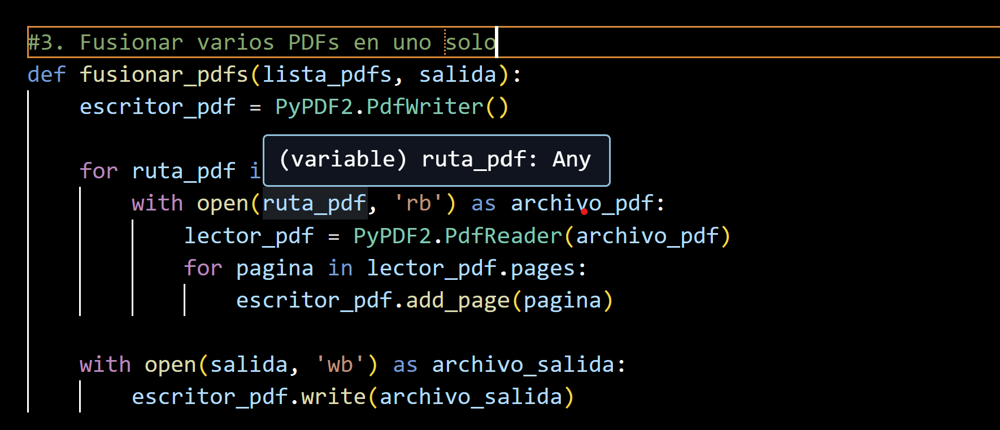 #3. Fusionar varios PDFs en uno solo
def fusionar_pdfs(lista_pdfs, salida):
escritor_pdf = PyPDF2.PdfWriter()
(variable) ruta_pdf: Any
for ruta_pdf i
with open(ruta_pdf, 'rb') as archivo_pdf:
lector_pdf = PyPDF2.PdfReader(archivo_pdf)
for pagina in lector_pdf.pages:
escritor_pdf.add_page(pagina)
with open(salida, 'wb') as archivo_salida:
escritor_pdf.write(archivo_salida)